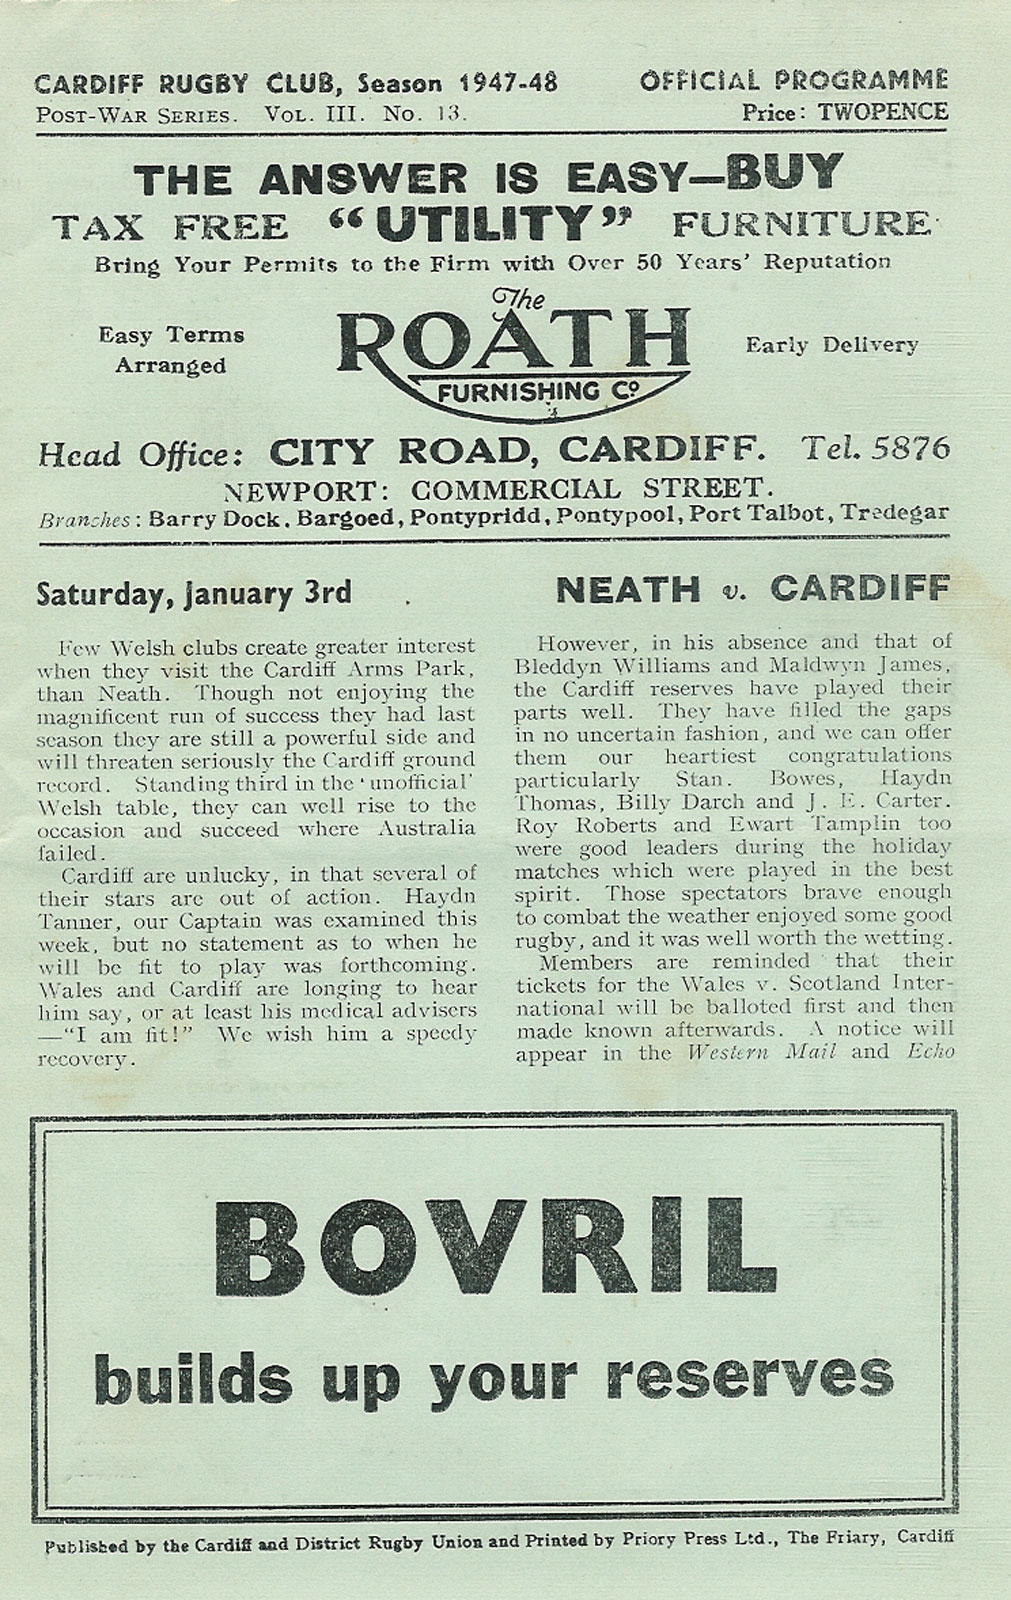 CARDIFF RUGBY CLUB, Season 1947-48
OFFICIAL PROGRAMME
POST-WAR SERIES. VOL. III. No. 13.
Price: TWOPENCE
THE ANSWER IS EASY—BUY
TAX FREE "UTILITY" FURNITURE
Bring Your Permits to the Firm with Over 50 Years' Reputation
Easy Terms
Arranged
The
ROATH
FURNISHING Co.
Early Delivery
Head Office: CITY ROAD, CARDIFF. Tel. 5876
NEWPORT: COMMERCIAL STREET.
Branches: Barry Dock, Bargoed, Pontypridd, Pontypool, Port Talbot, Tredegar
Saturday, January 3rd
NEATH v. CARDIFF
Few Welsh clubs create greater interest
when they visit the Cardiff Arms Park,
than Neath. Though not enjoying the
magnificent run of success they had last
season they are still a powerful side and
will threaten seriously the Cardiff ground
record. Standing third in the 'unofficial'
Welsh table, they can well rise to the
occasion and succeed where Australia
failed.
Cardiff are unlucky, in that several of
their stars are out of action. Haydn
Tanner, our Captain was examined this
week, but no statement as to when he
will be fit to play was forthcoming.
Wales and Cardiff are longing to hear
him say, or at least his medical advisers
—"I am fit!" We wish him a speedy
recovery.
However, in his absence and that of
Bleddyn Williams and Maldwyn James,
the Cardiff reserves have played their
parts well. They have filled the gaps
in no uncertain fashion, and we can offer
them our heartiest congratulations
particularly Stan. Bowes, Haydn
Thomas, Billy Darch and J. E. Carter.
Roy Roberts and Ewart Tamplin too
were good leaders during the holiday
matches which were played in the best
spirit. Those spectators brave enough
to combat the weather enjoyed some good
rugby, and it was well worth the wetting.
Members are reminded that their
tickets for the Wales v. Scotland Inter-
national will be balloted first and then
made known afterwards. A notice will
appear in the Western Mail and Echo
BOVRIL
builds up your reserves
Published by the Cardiff and District Rugby Union and Printed by Priory Press Ltd., The Friary, Cardiff